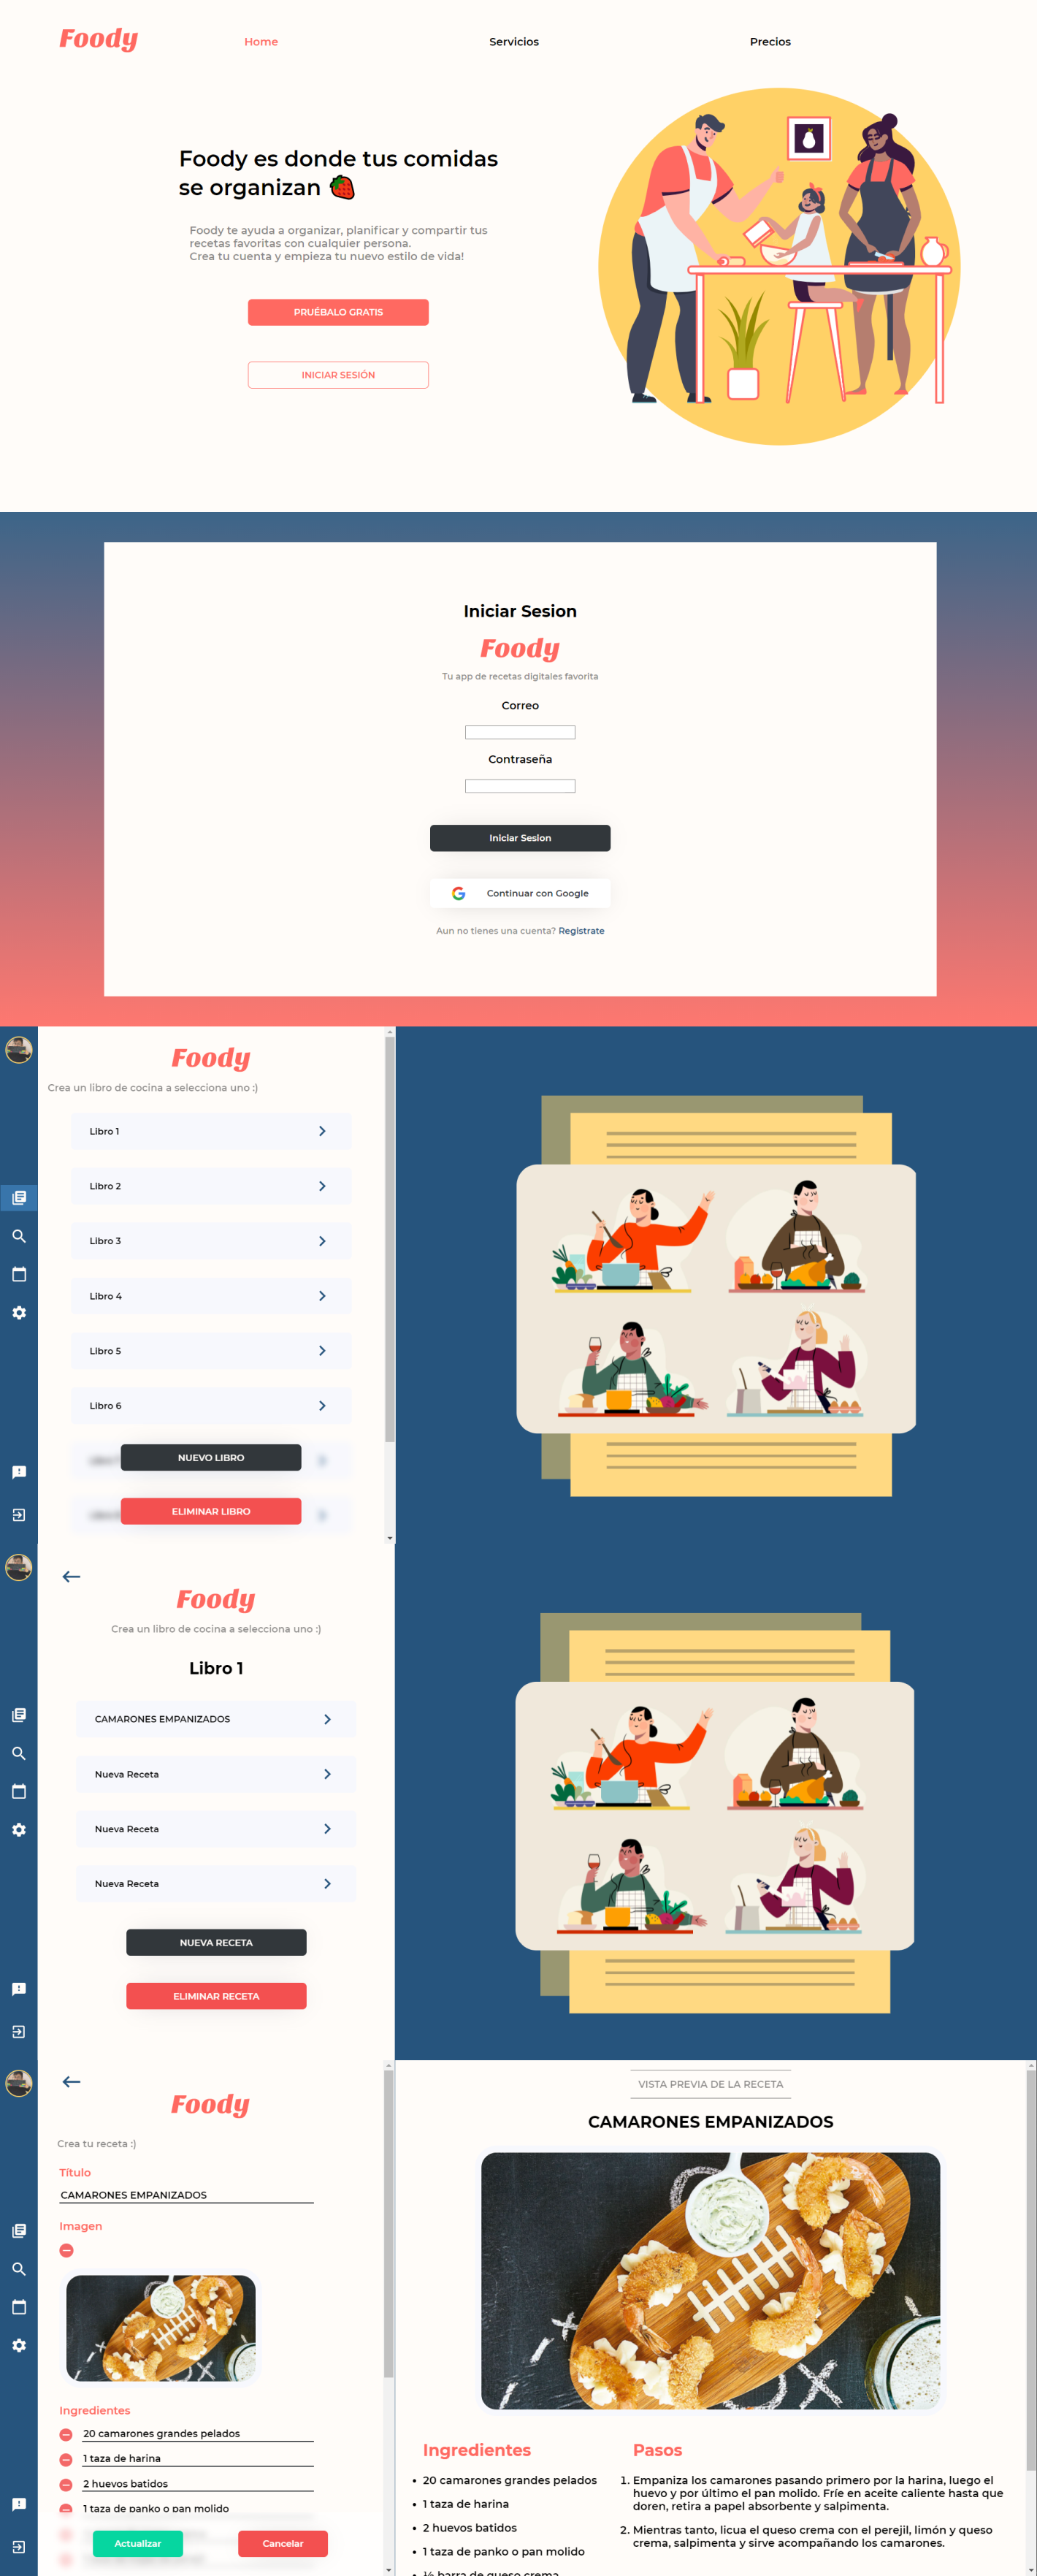 Foody
Home
Servicios
Precios
Foody es donde tus comidas
se organizan
Foody te ayuda a organizar, planificar y compartir tus
recetas favoritas con cualquier persona.
Crea tu cuenta y empieza tu nuevo estilo de vida!
PRUÉBALO GRATIS
INICIAR SESIÓN
Iniciar Sesion
Foody
Tu app de recetas digitales favorita
Correo
Contraseña
Iniciar Sesion
Continuar con Google
Aun no tienes una cuenta? Registrate
Foody
Crea un libro de cocina a selecciona uno :)
Libro 1
Libro 2
Libro 3
Libro 4
Libro 5
Libro 6
NUEVO LIBRO
ELIMINAR LIBRO
Foody
Crea un libro de cocina a selecciona uno :)
Libro 1
CAMARONES EMPANIZADOS
Nueva Receta
Nueva Receta
Nueva Receta
NUEVA RECETA
ELIMINAR RECETA
Foody
Crea tu receta :)
Título
CAMARONES EMPANIZADOS
Imagen
Ingredientes
20 camarones grandes pelados
1 taza de harina
2 huevos batidos
1 taza de panko o pan molido
Actualizar
Cancelar
VISTA PREVIA DE LA RECETA
CAMARONES EMPANIZADOS
Ingredientes
• 20 camarones grandes pelados
• 1 taza de harina
• 2 huevos batidos
• 1 taza de panko o pan molido
• ½ barra de queso crema
Pasos
1. Empaniza los camarones pasando primero por la harina, luego el
huevo y por último el pan molido. Fríe en aceite caliente hasta que
doren, retira a papel absorbente y salpimenta.
2. Mientras tanto, licua el queso crema con el perejil, limón y queso
crema, salpimenta y sirve acompañando los camarones.